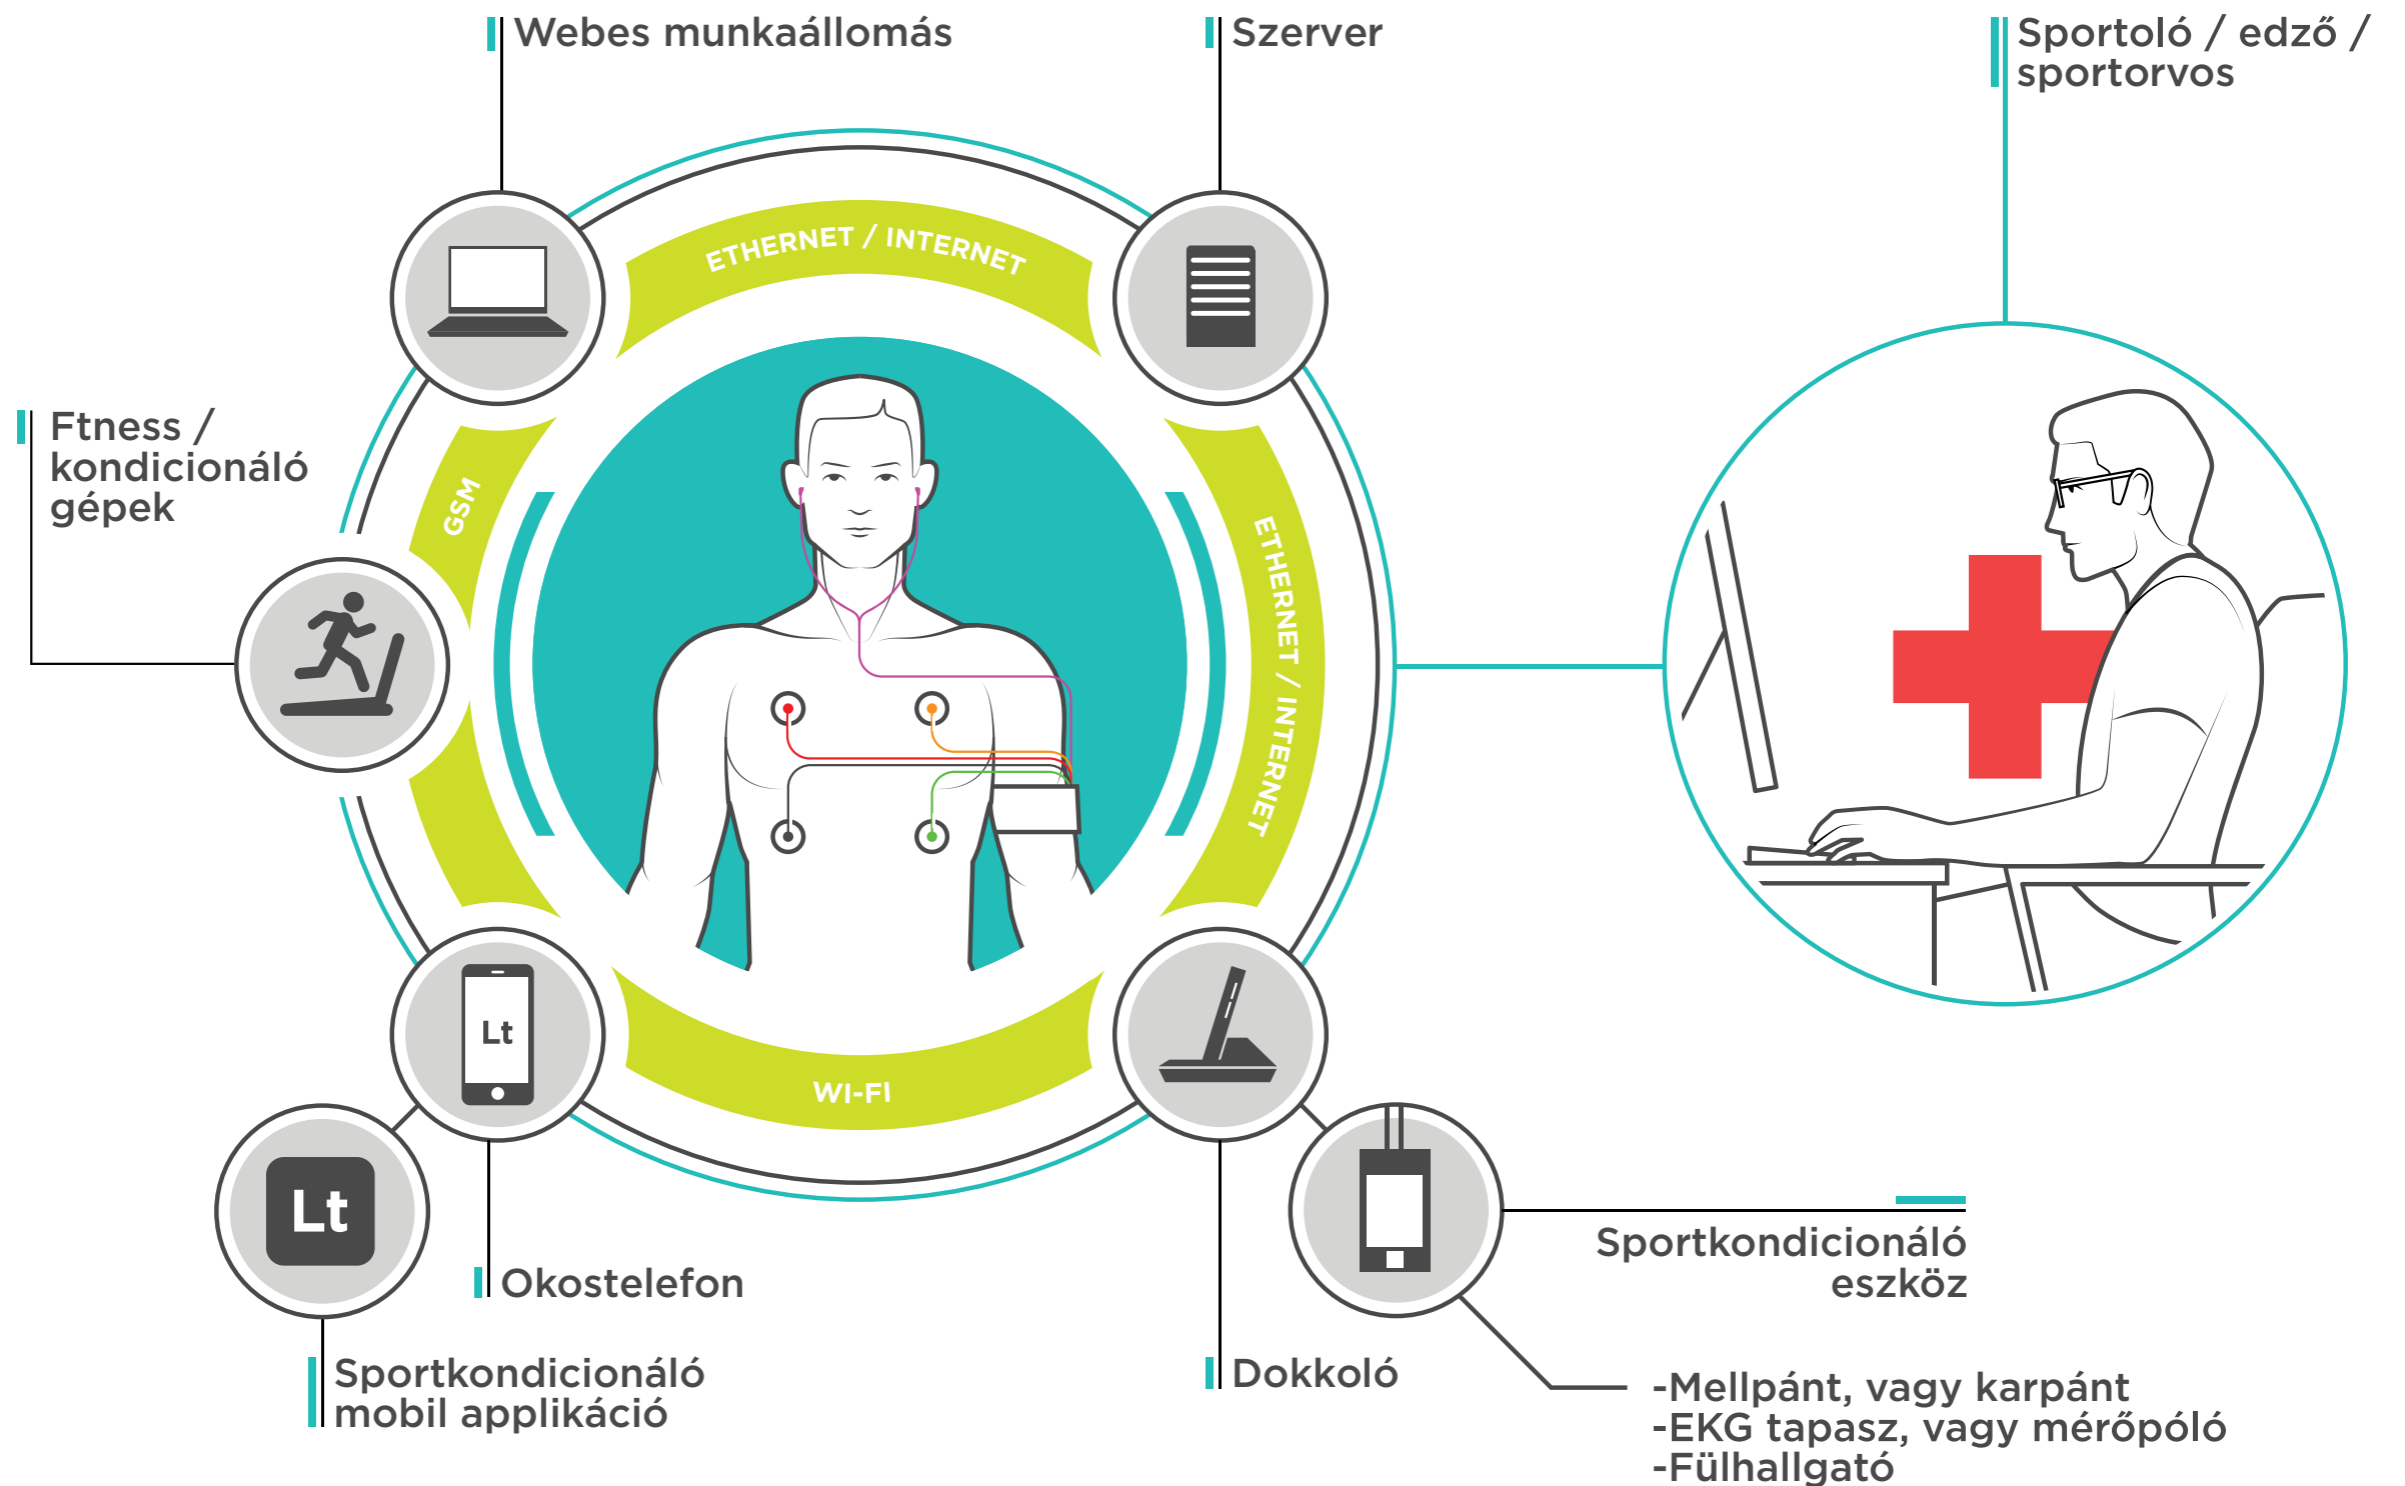 Webes munkaállomás
Szerver
Sportoló / edző /
sportorvos
ETHERNET / INTERNET
Ftness /
kondicionáló
gépek
GSM
ETHERNET / INTERNET
Lt
WI-FI
Lt
Sportkondicionáló
eszköz
Okostelefon
Sportkondicionáló
mobil applikáció
Dokkoló
-Mellpánt, vagy karpánt
-EKG tapasz, vagy mérőpóló
-Fülhallgató